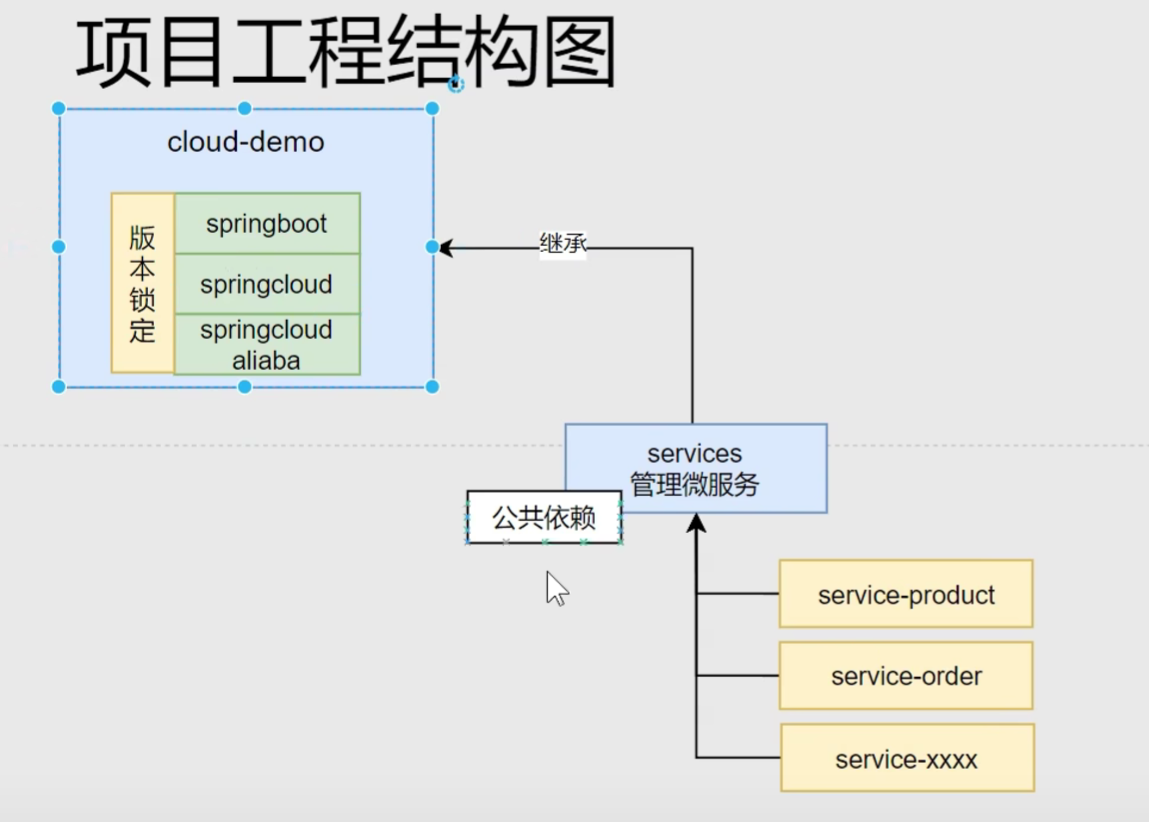 项目工程结构图
cloud-demo
版本锁定
springboot
springcloud
springcloud
aliaba
继承
services
管理微服务
公共依赖
service-product
service-order
service-xxxx